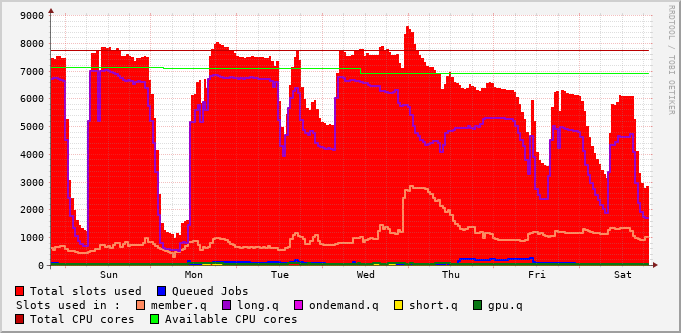 9000
8000
7000
6000
5000
4000
3000
2000
1000
0
Sun Mon Tue Wed Thu Fri Sat
RRDTOOL / TOBI OETIKER
Total slots used Queued Jobs
Slots used in : member.q long.q ondemand.q short.q gpu.q
Total CPU cores Available CPU cores